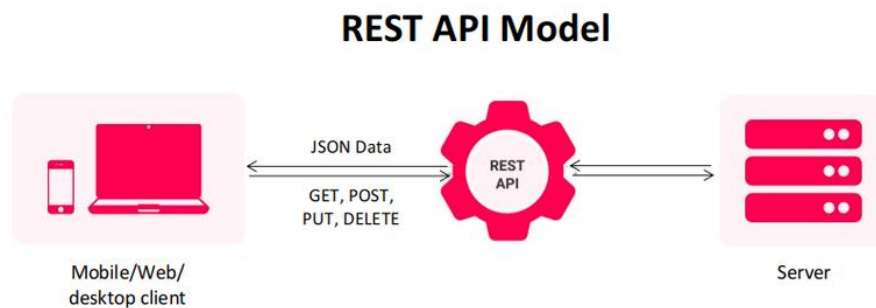 REST API Model
JSON Data
GET, POST,
PUT, DELETE
REST
API
Mobile/Web/
desktop client
Server